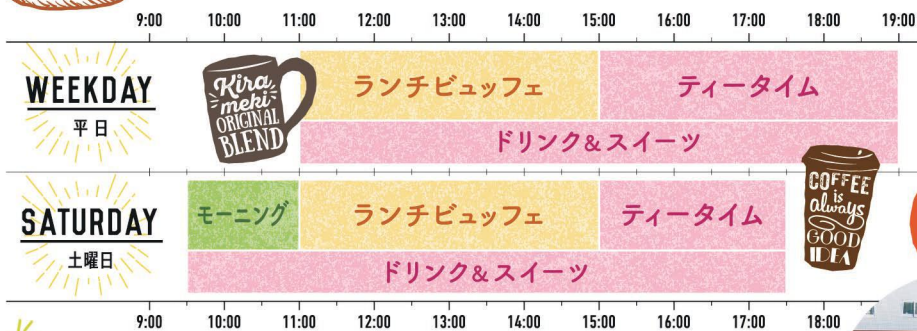 9:00 10:00 11:00 12:00 13:00 14:00 15:00 16:00 17:00 18:00 19:00
WEEKDAY
平日
Kira
meki
ORIGINAL
BLEND
ランチビュッフェ
ティータイム
ドリンク&スイーツ
SATURDAY
土曜日
モーニング
ランチビュッフェ
ティータイム
ドリンク&スイーツ
COFFEE
is
always
GOOD
IDEA
9:00 10:00 11:00 12:00 13:00 14:00 15:00 16:00 17:00 18:00